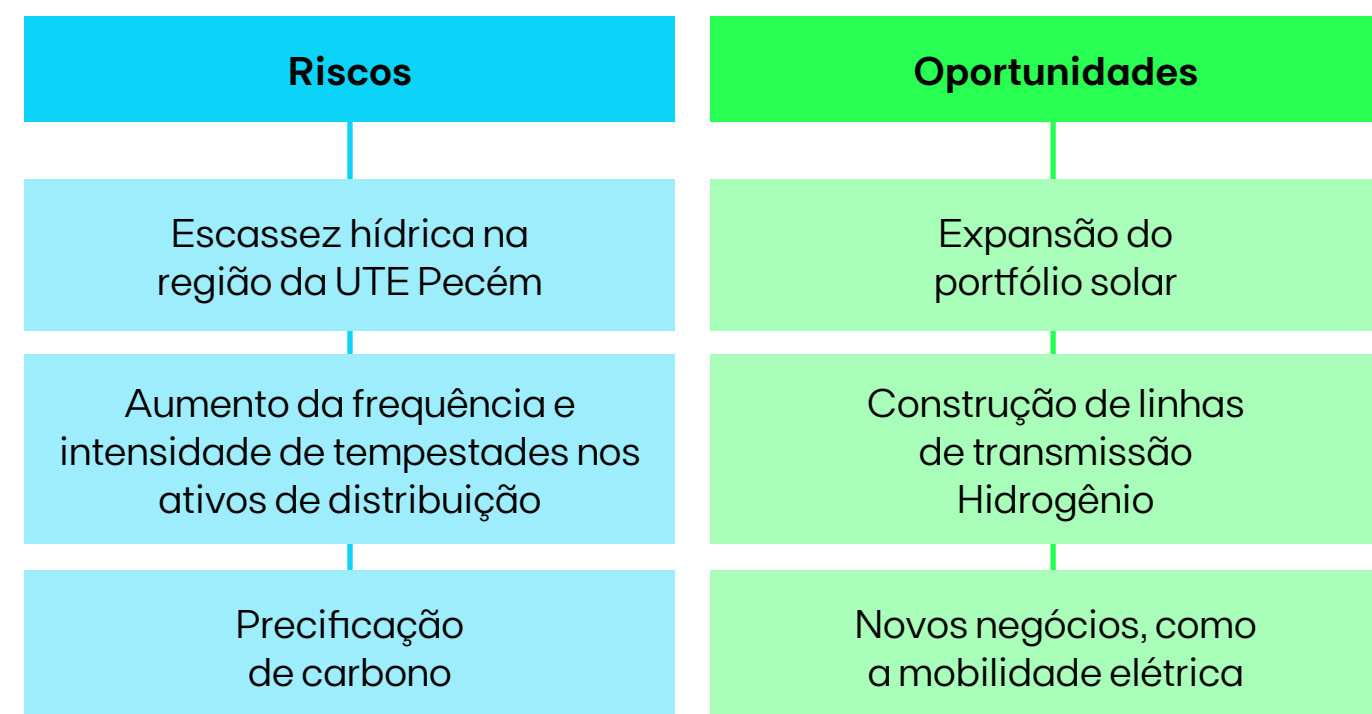 Riscos
Escassez hídrica na
região da UTE Pecém
Aumento da frequência e
intensidade de tempestades nos
ativos de distribuição
Precificação
de carbono
Oportunidades
Expansão do
portfólio solar
Construção de linhas
de transmissão
Hidrogênio
Novos negócios, como
a mobilidade elétrica